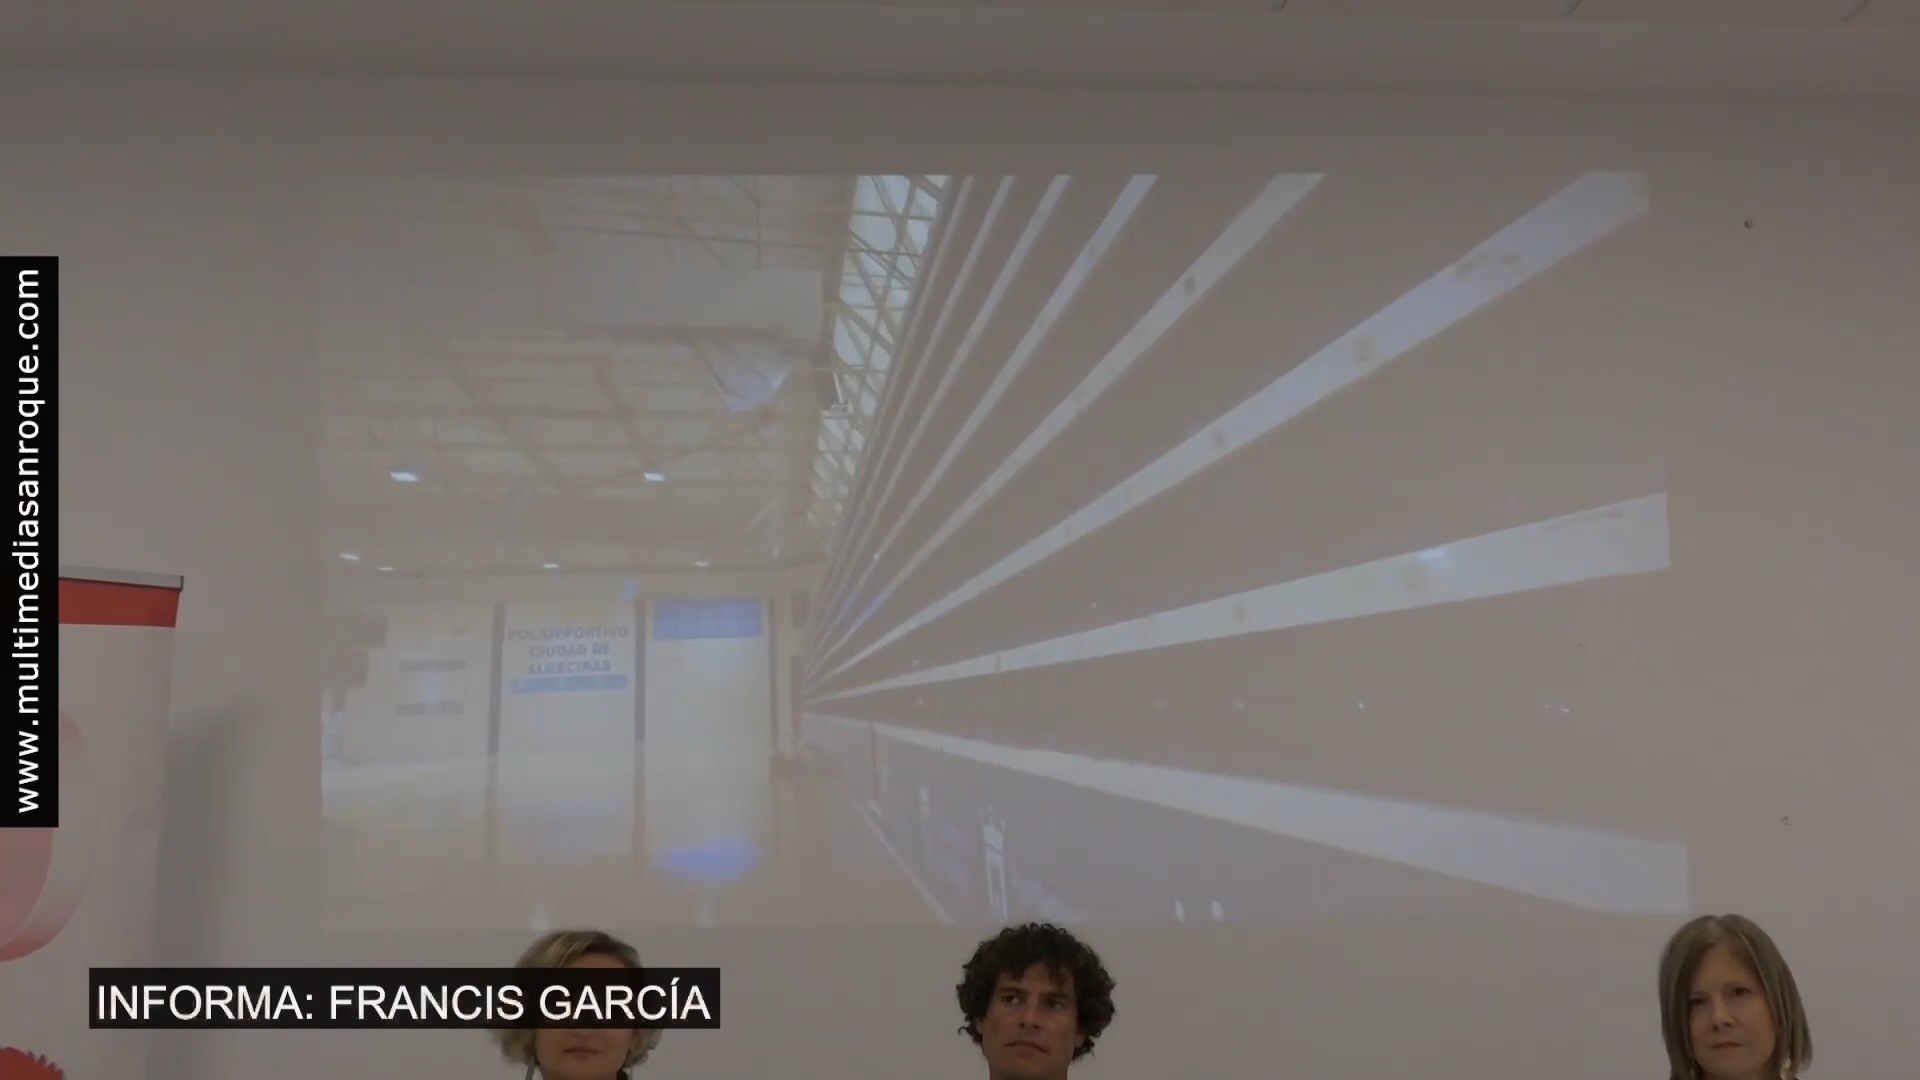 www.multimediasanroque.com
POLIDEPORTIVO
CIUDAD DE
ALGECIRAS
INFORMA: FRANCIS GARCÍA